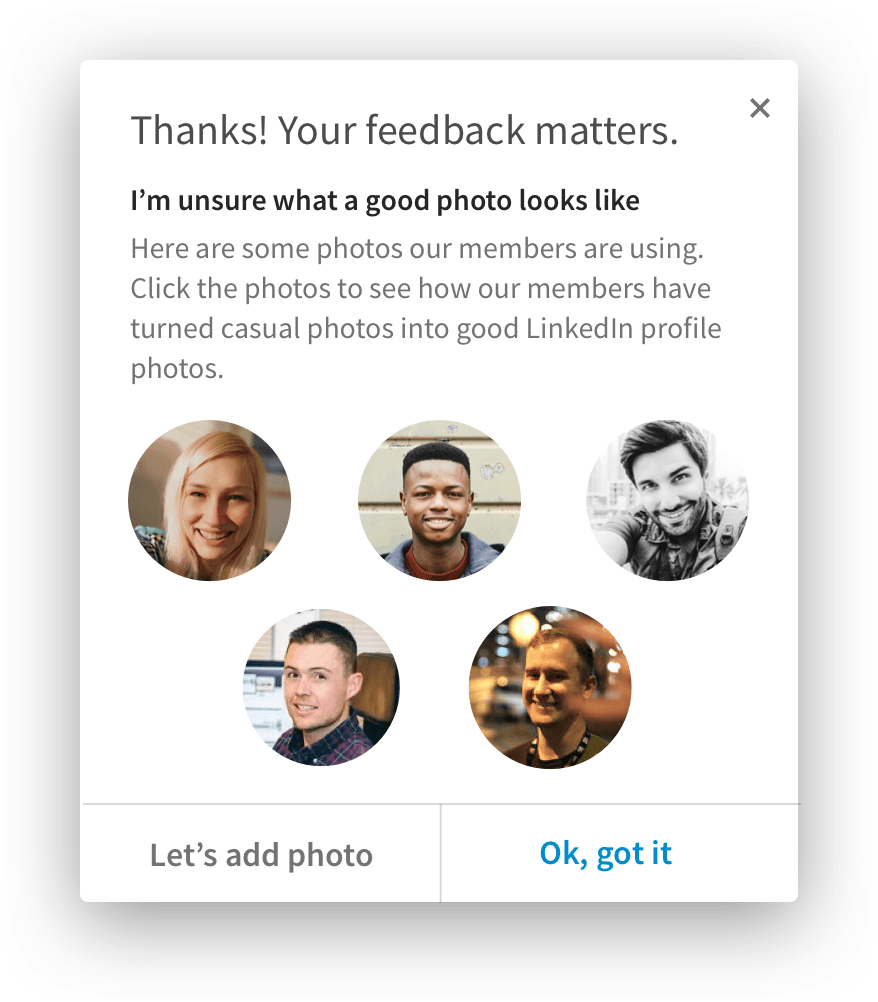 Thanks! Your feedback matters.
I'm unsure what a good photo looks like
Here are some photos our members are using.
Click the photos to see how our members have
turned casual photos into good LinkedIn profile
photos.
Let's add photo
Ok, got it